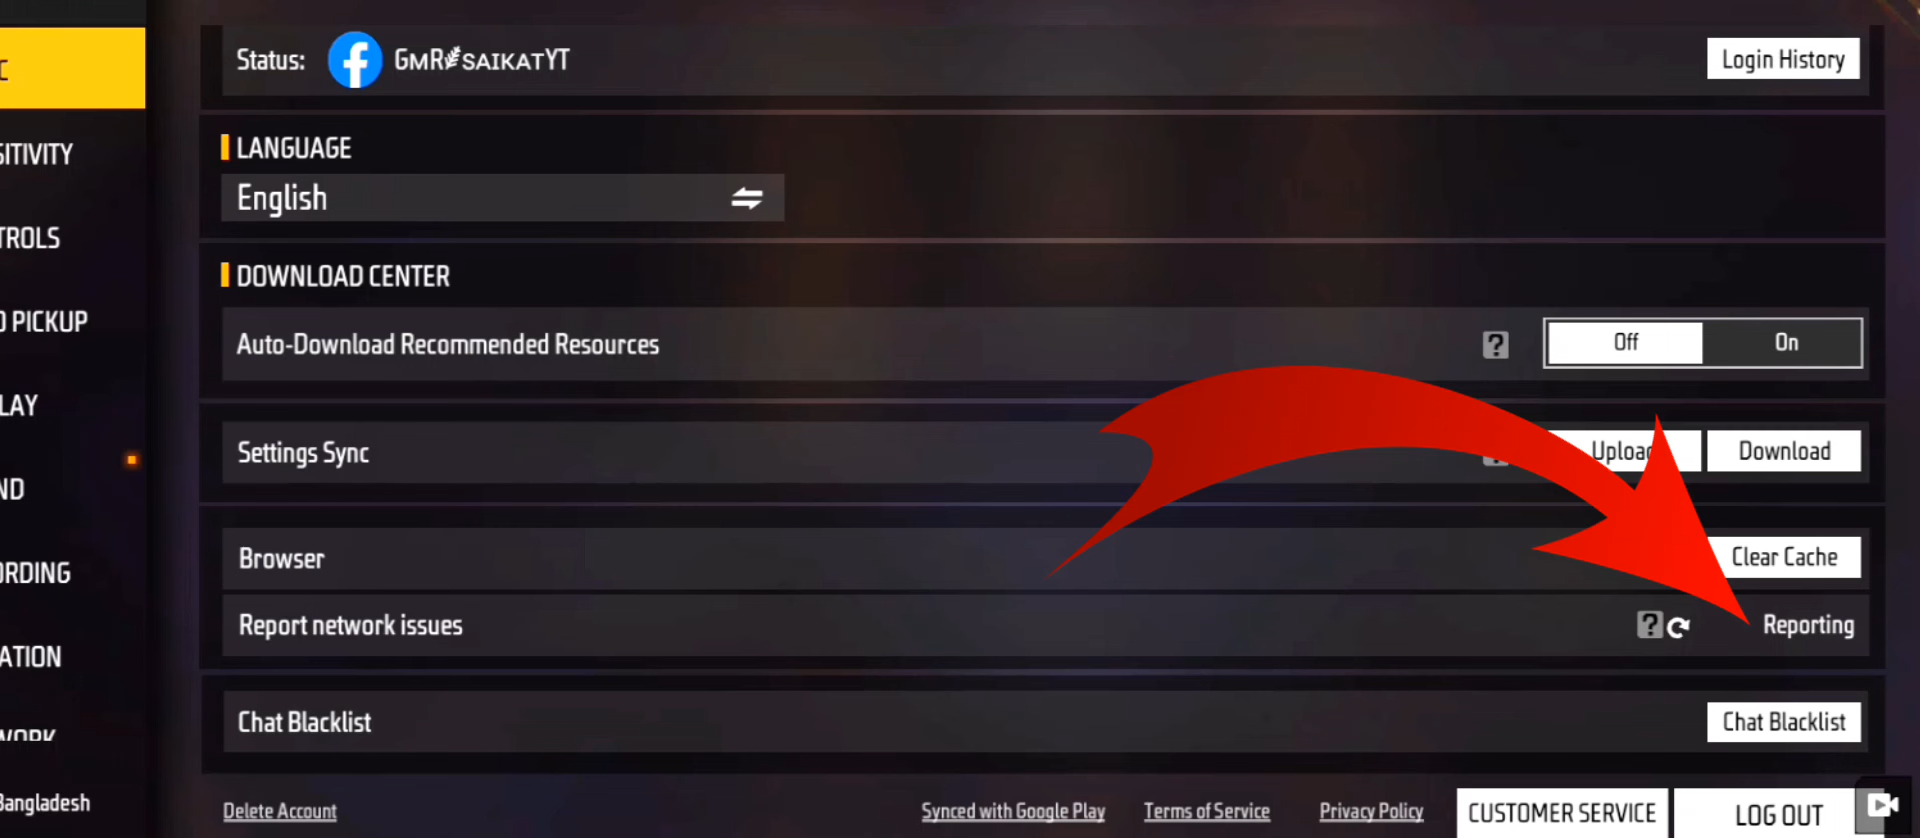 Status: GMR SAIKATYT
Login History
LANGUAGE
English
DOWNLOAD CENTER
Auto-Download Recommended Resources
?
Off
On
Settings Sync
Download
Browser
Clear Cache
Report network issues
?
Reporting
Chat Blacklist
Chat Blacklist
Delete Account
Synced with Google Play
Terms of Service
Privacy Policy
CUSTOMER SERVICE
LOG OUT
C
SITIVITY
TROLS
O PICKUP
LAY
ND
ORDING
ATION
WORK
Bangladesh